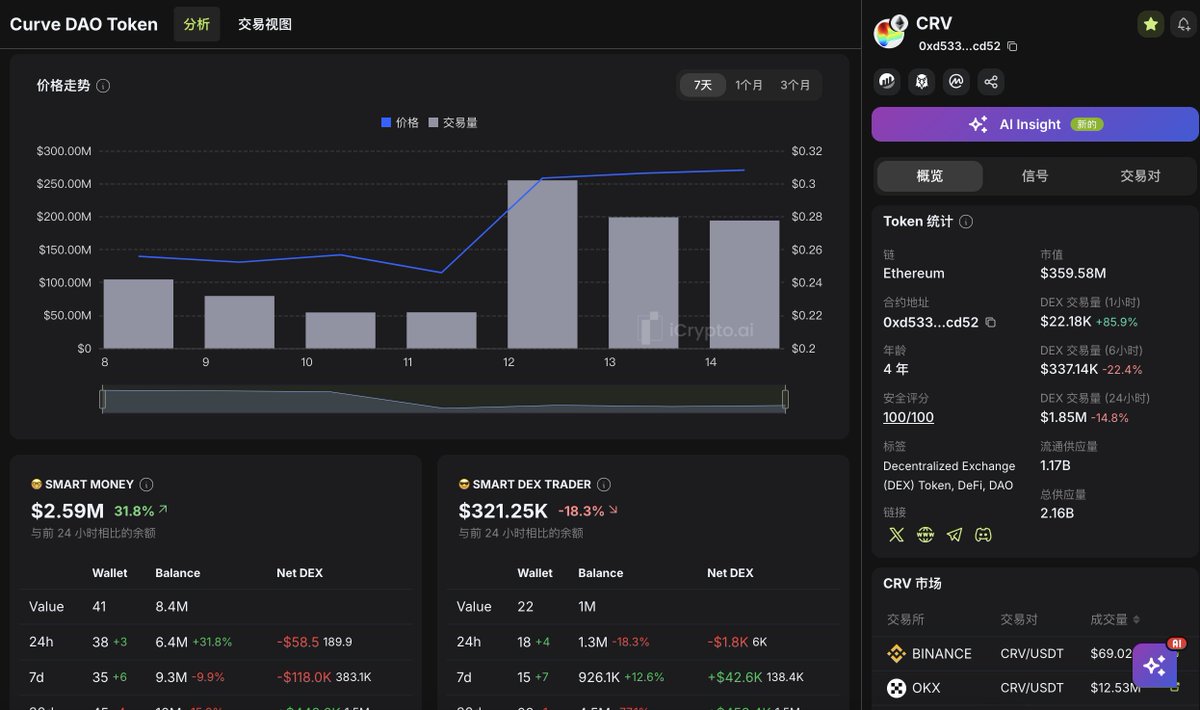 Curve DAO Token 分析 交易视图
价格走势
7天 1个月 3个月
价格 交易量
$300.00M $0.32
$250.00M $0.3
$200.00M $0.28
$150.00M $0.26
$100.00M $0.24
$50.00M $0.22
$0 $0.2
8 9 10 11 12 13 14
iCrypto.ai
SMART MONEY
$2.59M 31.8%
与前 24 小时相比的余额
Wallet Balance Net DEX
Value 41 8.4M
24h 38 +3 6.4M +31.8% -$58.5 189.9
7d 35 +6 9.3M -9.9% -$118.0K 383.1K
SMART DEX TRADER
$321.25K -18.3%
与前 24 小时相比的余额
Wallet Balance Net DEX
Value 22 1M
24h 18 +4 1.3M -18.3% -$1.8K 6K
7d 15 +7 926.1K +12.6% +$42.6K 138.4K
CRV
0xd533...cd52
AI Insight 新的
概览 信号 交易对
Token 统计
链
Ethereum
市值
$359.58M
合约地址
0xd533...cd52
DEX 交易量 (1小时)
$22.18K +85.9%
年龄
4 年
DEX 交易量 (6小时)
$337.14K -22.4%
安全评分
100/100
DEX 交易量 (24小时)
$1.85M -14.8%
标签
Decentralized Exchange
(DEX) Token, DeFi, DAO
流通供应量
1.17B
总供应量
2.16B
链接
WWW
CRV 市场
交易所 交易对 成交量
BINANCE CRV/USDT $69.02
OKX CRV/USDT $12.53M
AI